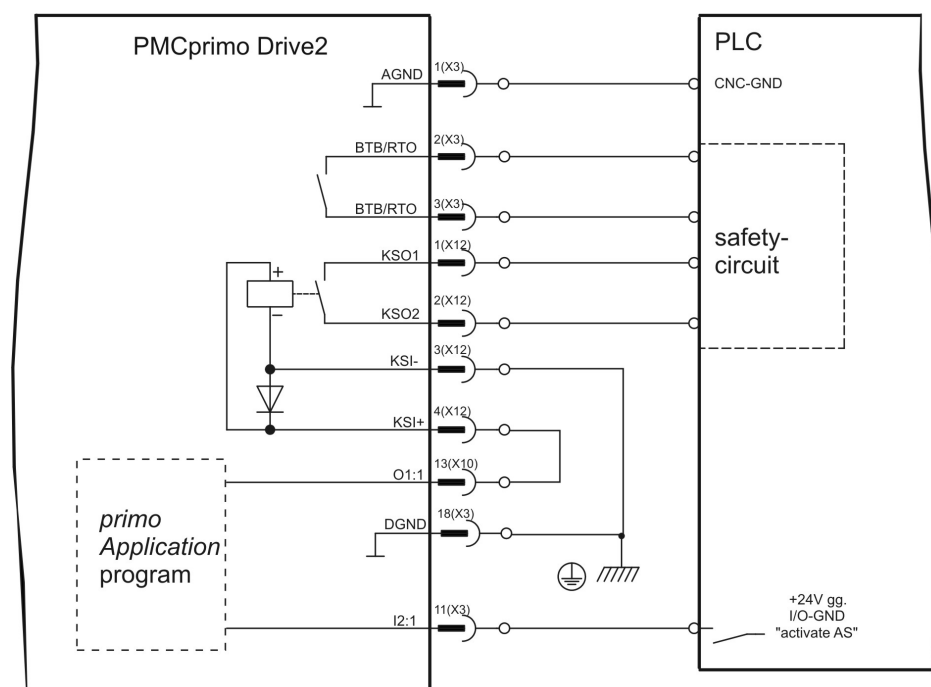 PMCprimo Drive2
PLC
AGND
1(X3)
CNC-GND
BTB/RTO
2(X3)
BTB/RTO
3(X3)
safety-
circuit
KSO1
1(X12)
+
KSO2
2(X12)
−
KSI-
3(X12)
KSI+
4(X12)
O1:1
13(X10)
primo
Application
program
DGND
18(X3)
I2:1
11(X3)
+24V gg.
I/O-GND
"activate AS"